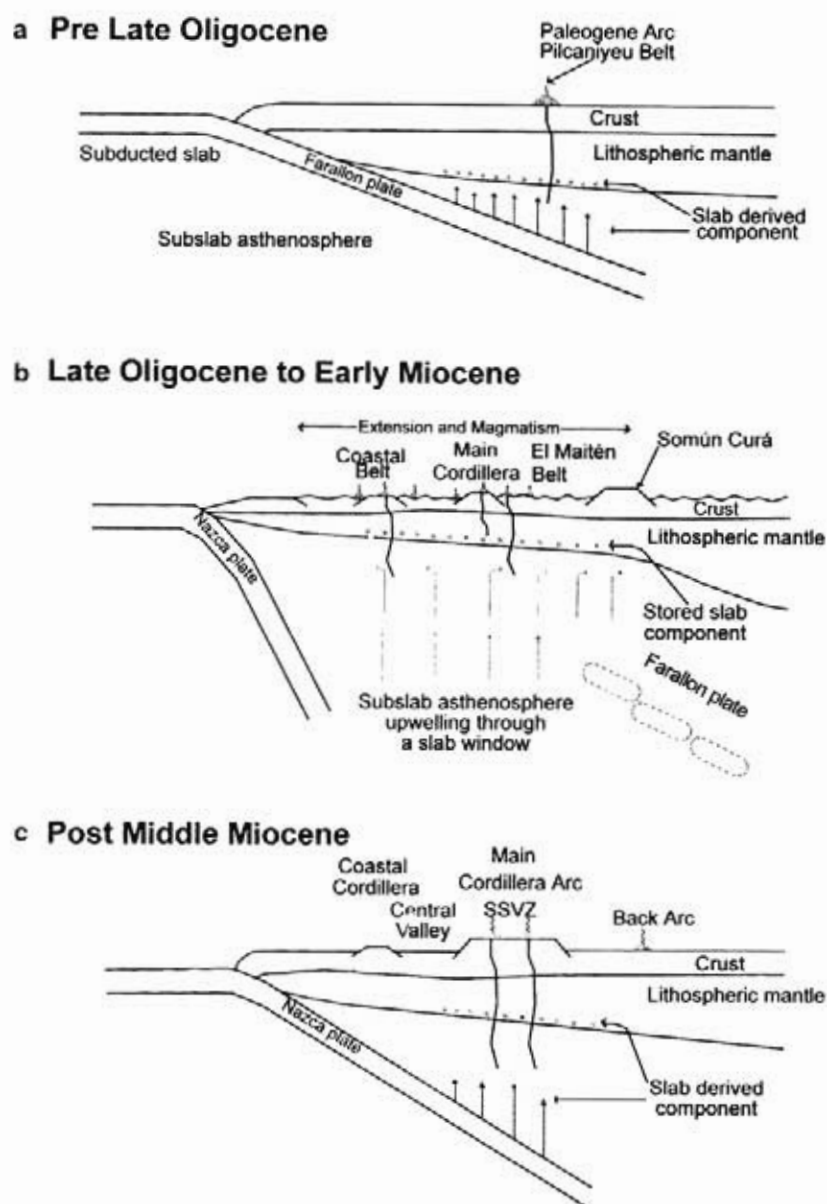 a Pre Late Oligocene
Paleogene Arc
Pilcaniyeu Belt
Crust
Subducted slab
Farallon plate
Lithospheric mantle
Slab derived
component
Subslab asthenosphere
b Late Oligocene to Early Miocene
Extension and Magmatism
Somún Curá
Coastal
Belt
Main
Cordillera
El Maitén
Belt
Crust
Nazca plate
Lithospheric mantle
Stored slab
component
Farallon plate
Subslab asthenosphere
upwelling through
a slab window
c Post Middle Miocene
Coastal
Cordillera
Main
Cordillera Arc
Central
Valley
SSVZ
Back Arc
Crust
Lithospheric mantle
Nazca plate
Slab derived
component